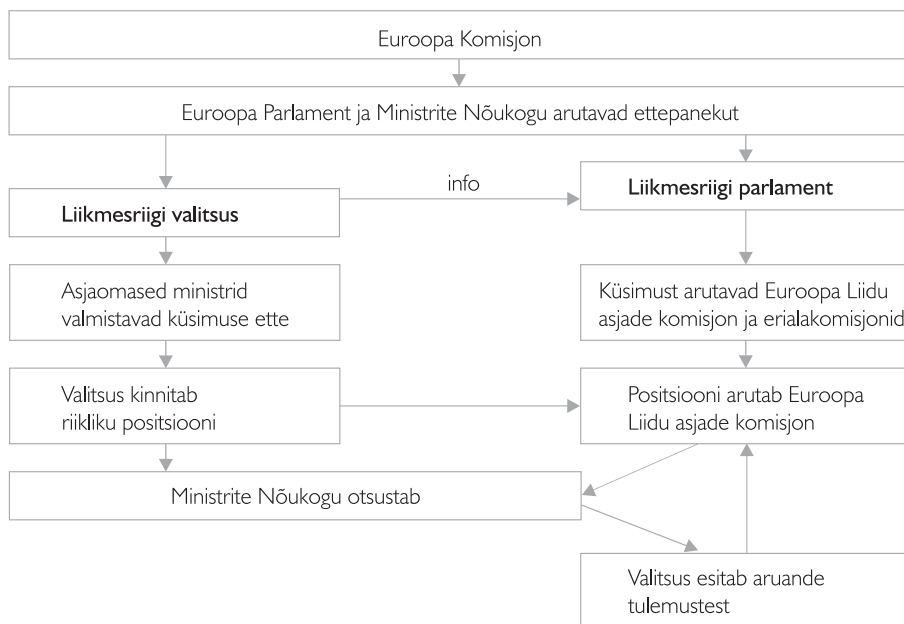 Euroopa Komisjon
Euroopa Parlament ja Ministrite Nõukogu arutavad ettepanekut
Liikmesriigi valitsus
info
Liikmesriigi parlament
Asjaomased ministrid
valmistavad küsimuse ette
Küsimust arutavad Euroopa Liidu
asjade komisjon ja erialakomisjonid
Valitsus kinnitab
riikliku positsiooni
Positsiooni arutab Euroopa
Liidu asjade komisjon
Ministrite Nõukogu otsustab
Valitsus esitab aruande
tulemustest